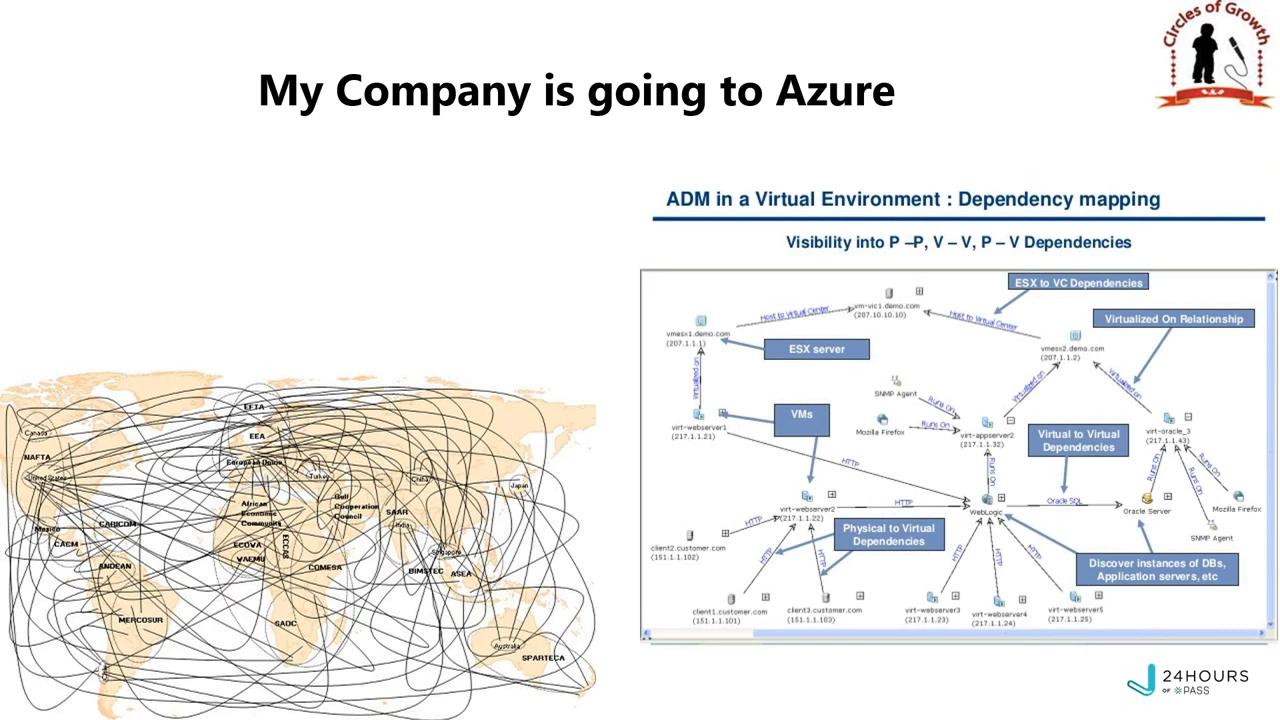 Circles of Growth
My Company is going to Azure
ADM in a Virtual Environment : Dependency mapping
Visibility into P –P, V – V, P – V Dependencies
ESX to VC Dependencies
vm-vic1.demo.com
(207.10.10.10)
Host to Virtual Center
Host to Virtual Center
Virtualized On Relationship
vmesx1.demo.com
(207.1.1.1)
ESX server
vmesx2.demo.com
(207.1.1.2)
Virtualized on
Virtualized on
Virtualized on
SNMP Agent
Runs On
VMs
Mozilla Firefox
Runs On
virt-webserver1
(217.1.1.21)
virt-appserver2
(217.1.1.32)
virt-oracle_3
(217.1.1.43)
Virtual to Virtual
Dependencies
HTTP
Runs On
Runs On
Runs On
Runs On
virt-webserver2
(217.1.1.22)
HTTP
WebLogic
Oracle SQL
Oracle Server
Mozilla Firefox
SNMP Agent
HTTP
Physical to Virtual
Dependencies
client2.customer.com
(151.1.1.102)
HTTP
HTTP
HTTP
HTTP
HTTP
Discover instances of DBs,
Application servers, etc
client1.customer.com
(151.1.1.101)
client3.customer.com
(151.1.1.103)
virt-webserver3
(217.1.1.23)
virt-webserver4
(217.1.1.24)
virt-webserver5
(217.1.1.25)
EFTA
Canada
EEA
NAFTA
European Union
United States
Turkey
China
Japan
Gulf
Cooperation
Council
African
Economic
Community
SAAR
India
Mexico
CARICOM
CACM
ECOVA
ECCAS
Singapore
VAEMU
ANDEAN
COMESA
BIMSTEC
ASEA
MERCOSUR
SADC
Australia
SPARTECA
Chile
24HOURS
OF PASS